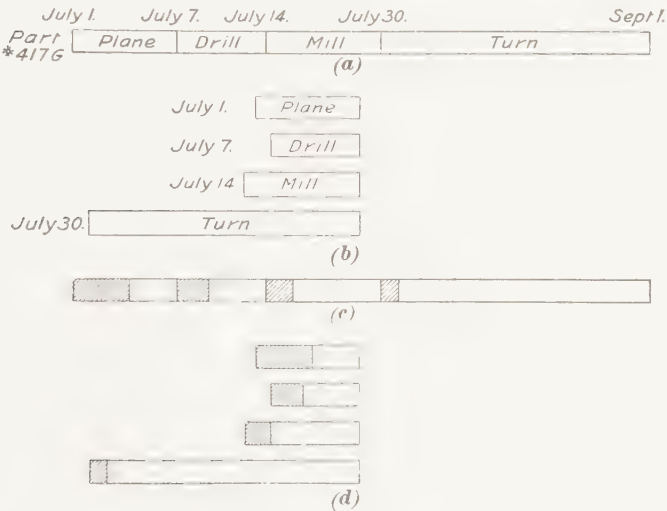 July 1. July 7. July 14. July 30. Sept 1.
Part
*417G
Plane Drill Mill Turn
(a)
July 1. Plane
July 7. Drill
July 14 Mill
July 30. Turn
(b)
(c)
(d)